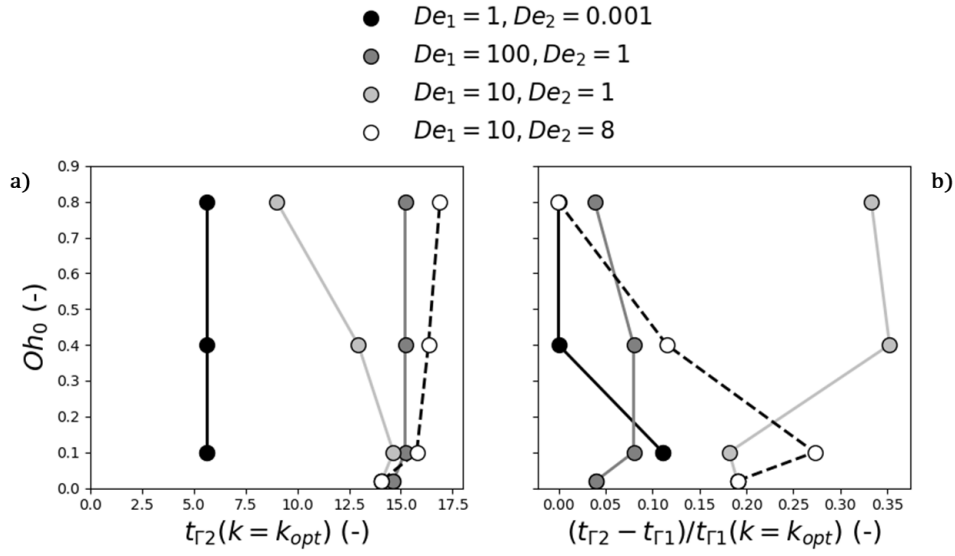 De₁ = 1, De₂ = 0.001
De₁ = 100, De₂ = 1
De₁ = 10, De₂ = 1
De₁ = 10, De₂ = 8
a)
b)
0.9
0.8
0.7
0.6
0.5
0.4
0.3
0.2
0.1
0.0
Oh₀ (-)
0.0 2.5 5.0 7.5 10.0 12.5 15.0 17.5
0.00 0.05 0.10 0.15 0.20 0.25 0.30 0.35
t_Γ2(k = k_opt) (-)
(t_Γ2 − t_Γ1)/t_Γ1(k = k_opt) (-)